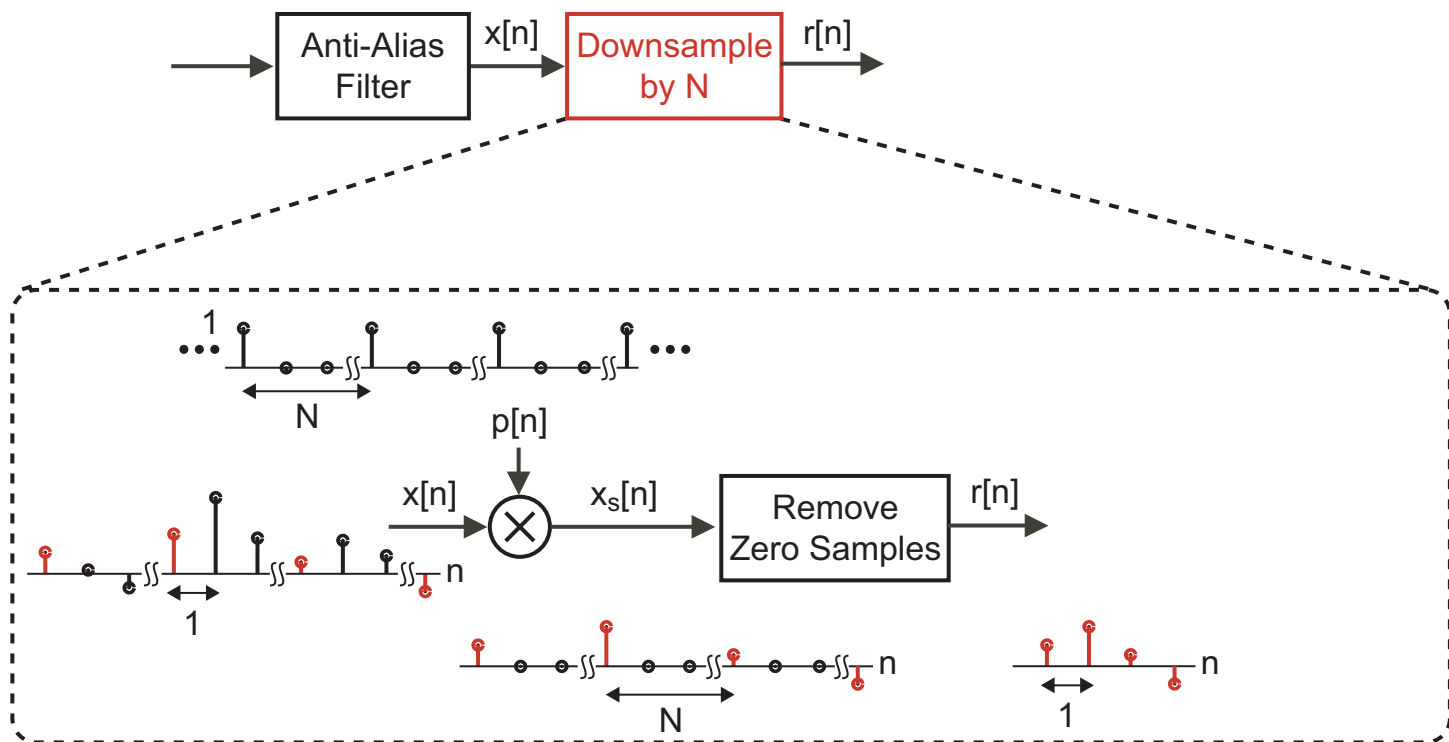 Anti-Alias
Filter
x[n]
Downsample
by N
r[n]
1
N
p[n]
x[n]
xₛ[n]
Remove
Zero Samples
r[n]
n
1
n
N
n
1